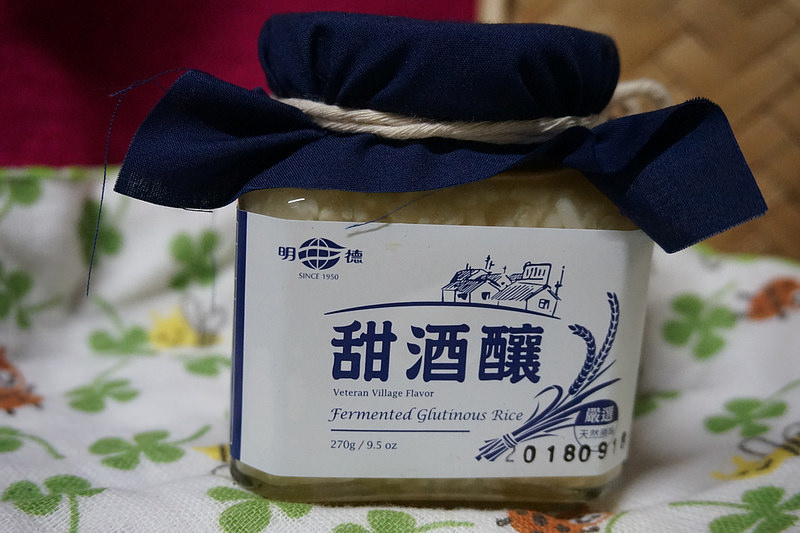 明 德
SINCE 1950
甜酒釀
Veteran Village Flavor
Fermented Glutinous Rice
270g / 9.5 oz
嚴選
天然
20180918